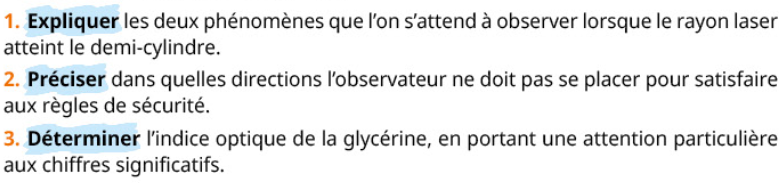 1. Expliquer les deux phénomènes que l’on s’attend à observer lorsque le rayon laser
atteint le demi-cylindre.
2. Préciser dans quelles directions l’observateur ne doit pas se placer pour satisfaire
aux règles de sécurité.
3. Déterminer l’indice optique de la glycérine, en portant une attention particulière
aux chiffres significatifs.